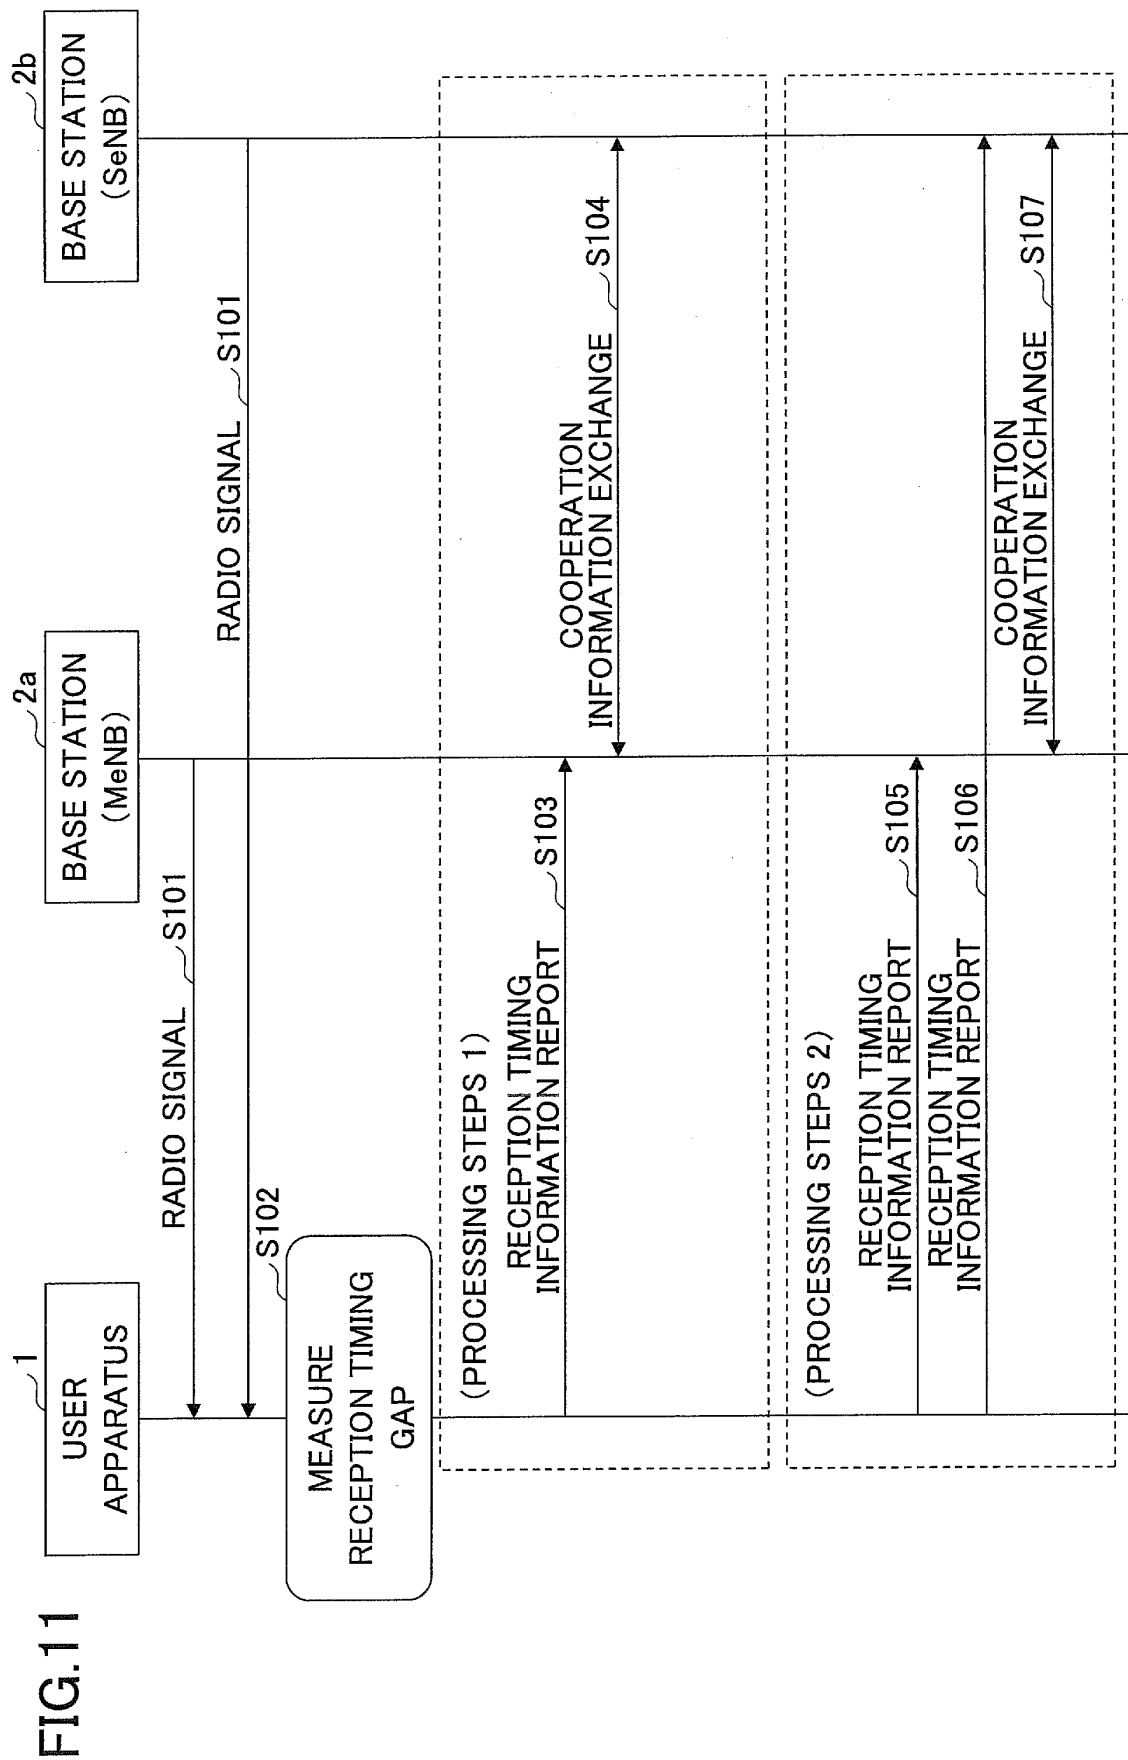 FIG.11
1
USER
APPARATUS
2a
BASE STATION
(MeNB)
2b
BASE STATION
(SeNB)
RADIO SIGNAL
S101
RADIO SIGNAL
S101
S102
MEASURE
RECEPTION TIMING
GAP
(PROCESSING STEPS 1)
RECEPTION TIMING
INFORMATION REPORT
S103
COOPERATION
INFORMATION EXCHANGE
S104
(PROCESSING STEPS 2)
RECEPTION TIMING
INFORMATION REPORT
S105
RECEPTION TIMING
INFORMATION REPORT
S106
COOPERATION
INFORMATION EXCHANGE
S107